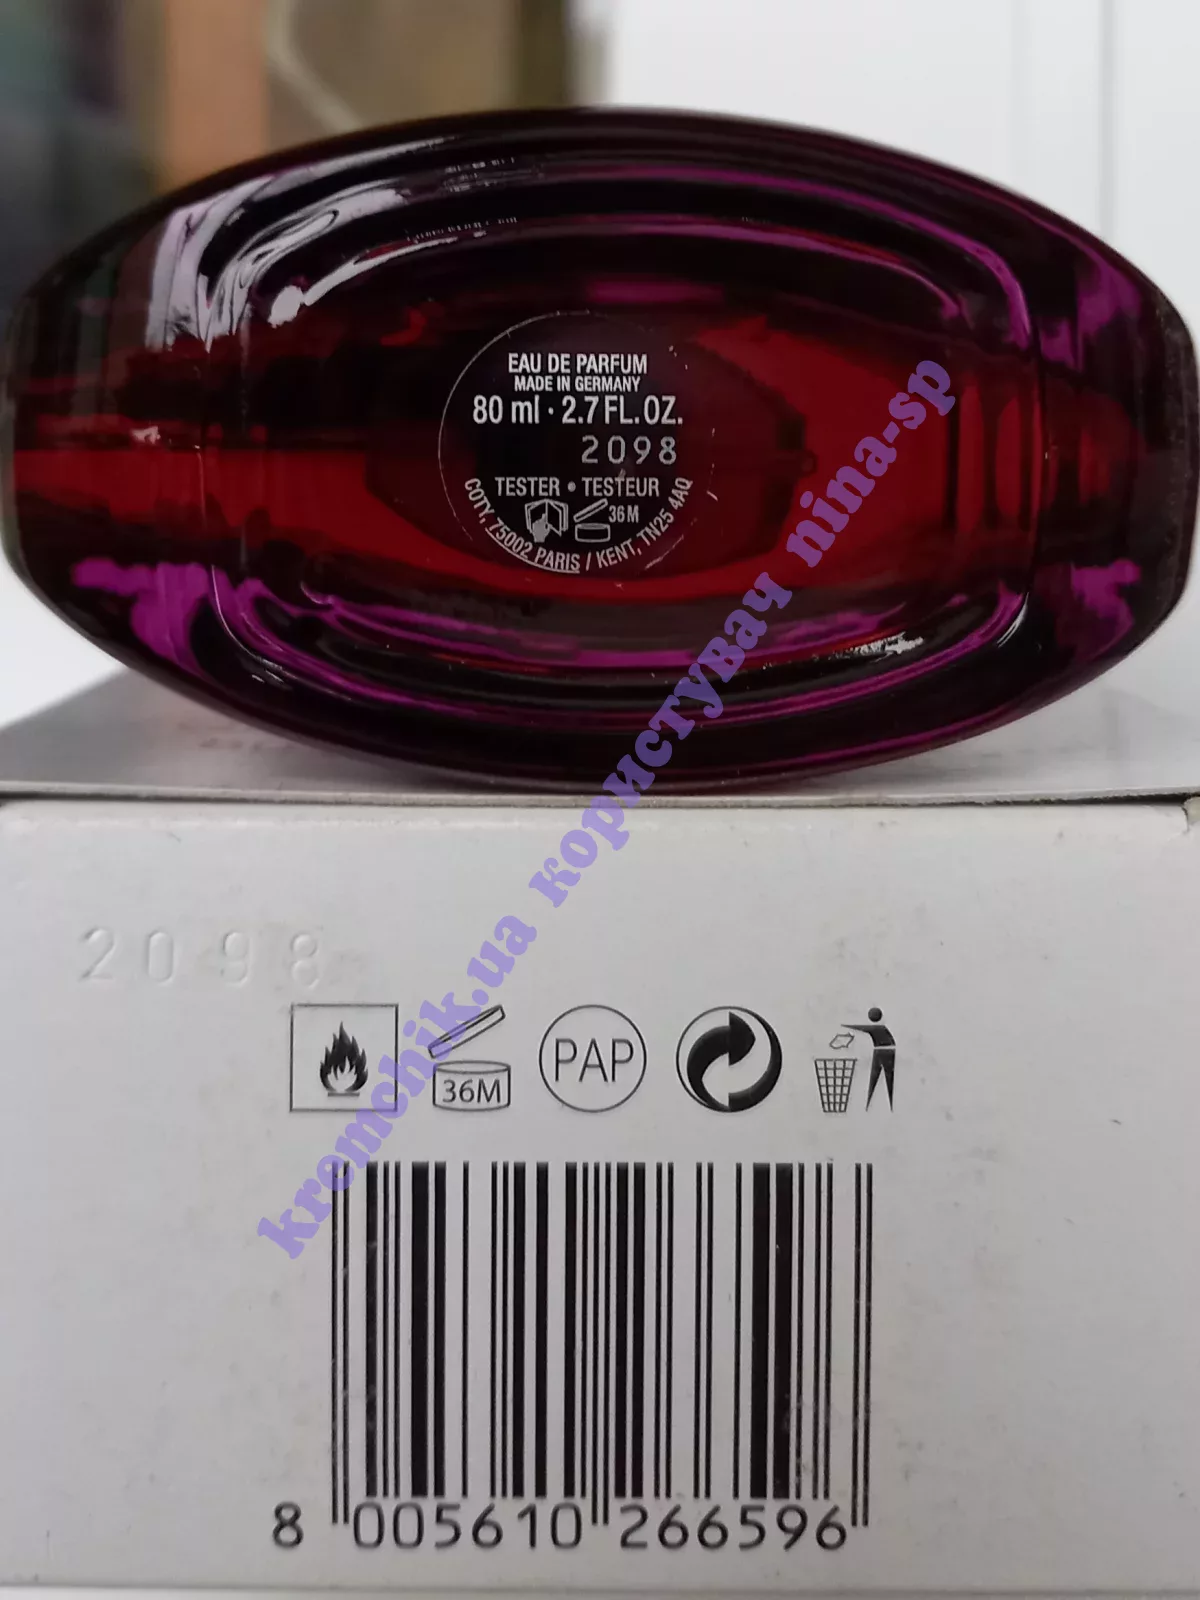 EAU DE PARFUM
MADE IN GERMANY
80 ml · 2.7 FL.OZ.
2098
TESTER • TESTEUR
36M
COTY, 75002 PARIS / KENT, TN25 4AQ
kremchik.ua користувач nina-sp
2098
36M
PAP
8 005610 266596